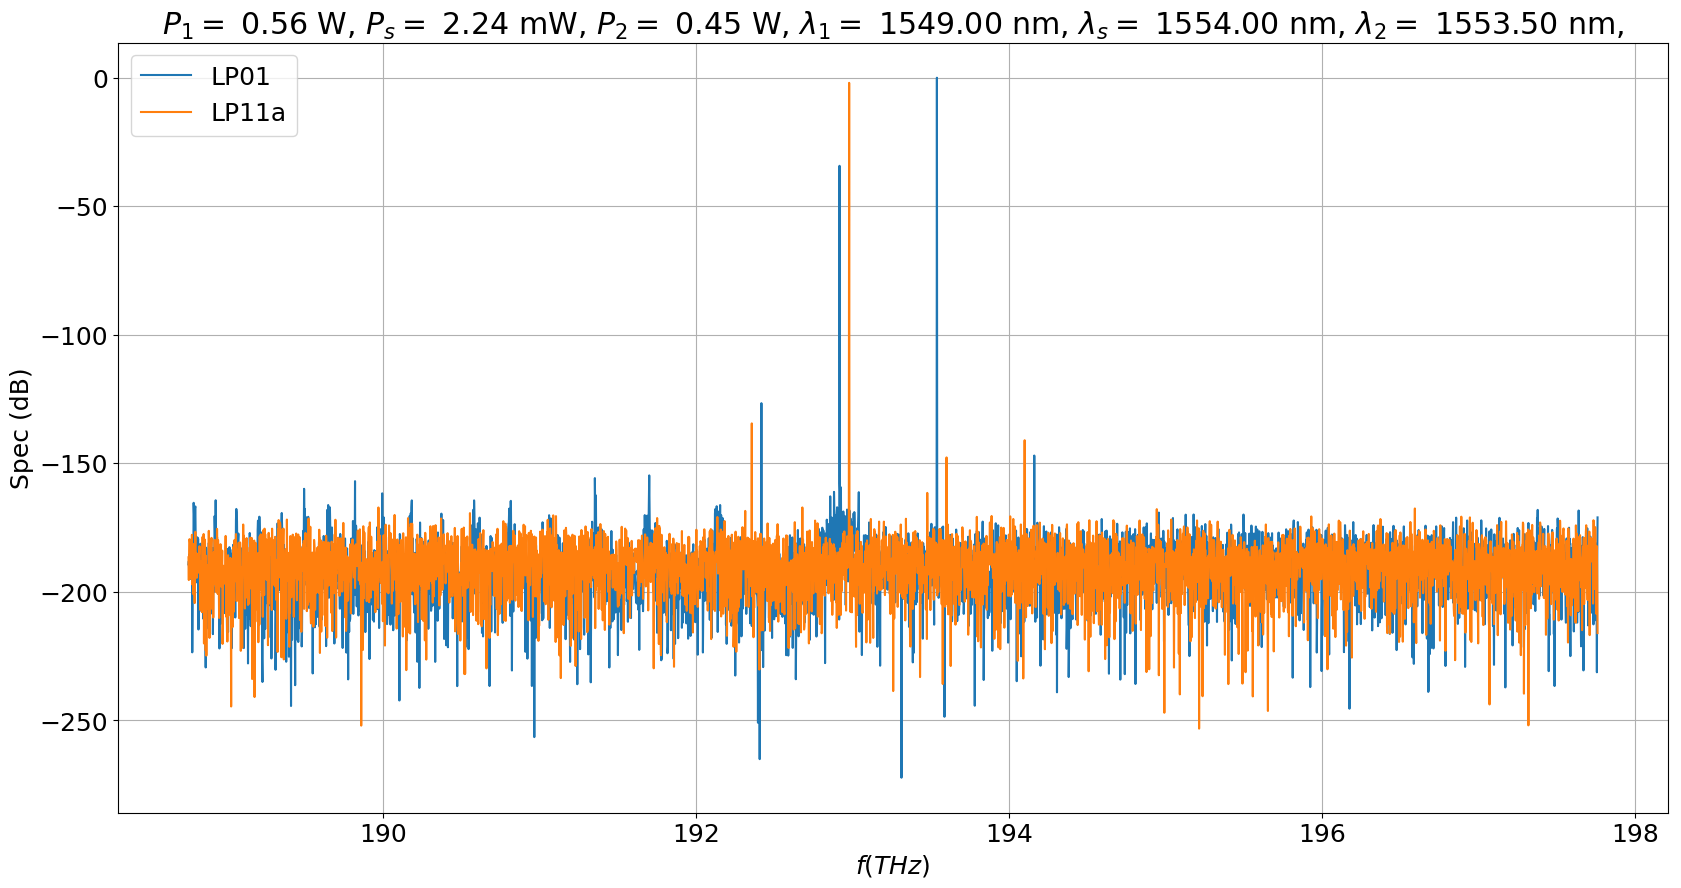 P₁ = 0.56 W, Pₛ = 2.24 mW, P₂ = 0.45 W, λ₁ = 1549.00 nm, λₛ = 1554.00 nm, λ₂ = 1553.50 nm,
LP01
LP11a
0
−50
−100
−150
−200
−250
Spec (dB)
190 192 194 196 198
f(THz)